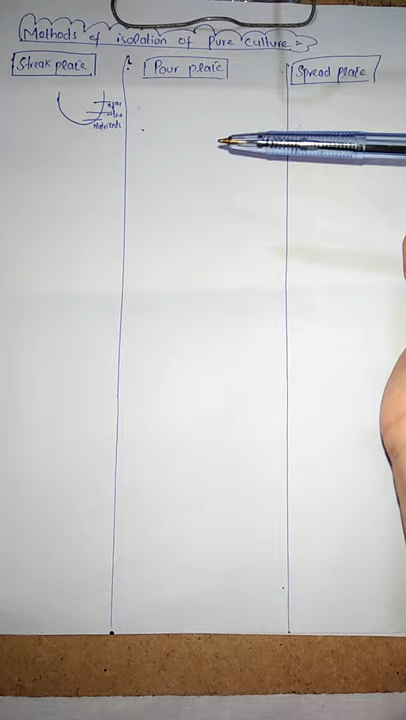 Methods of isolation of pure culture :-
Streak plate
Pour plate
Spread plate
agar
Nutrients